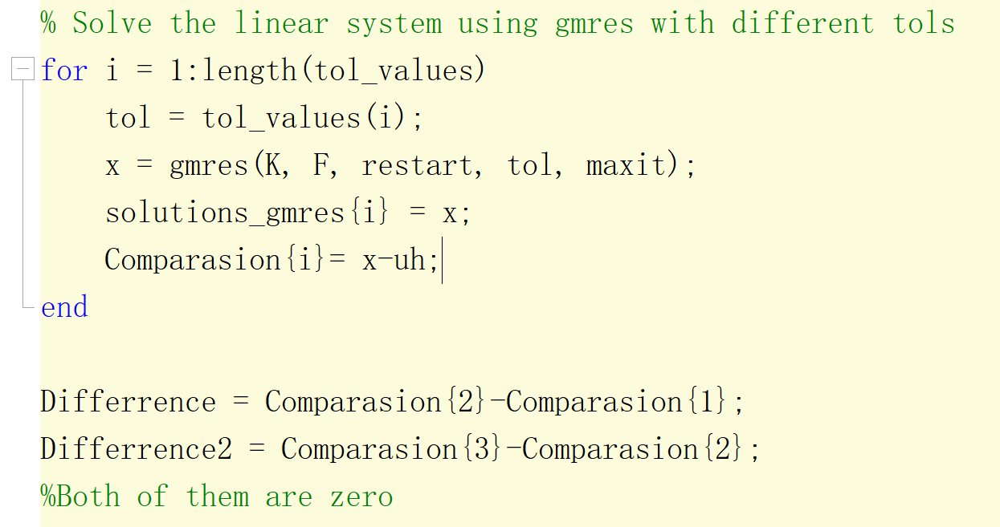 % Solve the linear system using gmres with different tols
for i = 1:length(tol_values)
    tol = tol_values(i);
    x = gmres(K, F, restart, tol, maxit);
    solutions_gmres{i} = x;
    Comparasion{i}= x-uh;
end
Differrence = Comparasion{2}-Comparasion{1};
Differrence2 = Comparasion{3}-Comparasion{2};
%Both of them are zero